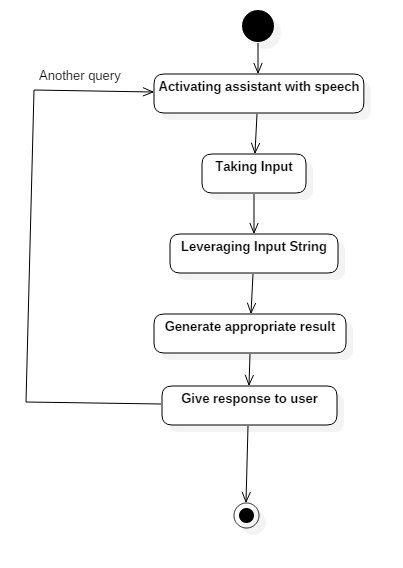 Another query
Activating assistant with speech
Taking Input
Leveraging Input String
Generate appropriate result
Give response to user